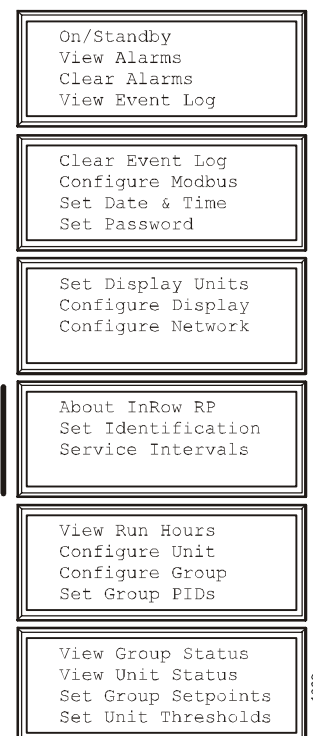 On/Standby
View Alarms
Clear Alarms
View Event Log
Clear Event Log
Configure Modbus
Set Date & Time
Set Password
Set Display Units
Configure Display
Configure Network
About InRow RP
Set Identification
Service Intervals
View Run Hours
Configure Unit
Configure Group
Set Group PIDs
View Group Status
View Unit Status
Set Group Setpoints
Set Unit Thresholds